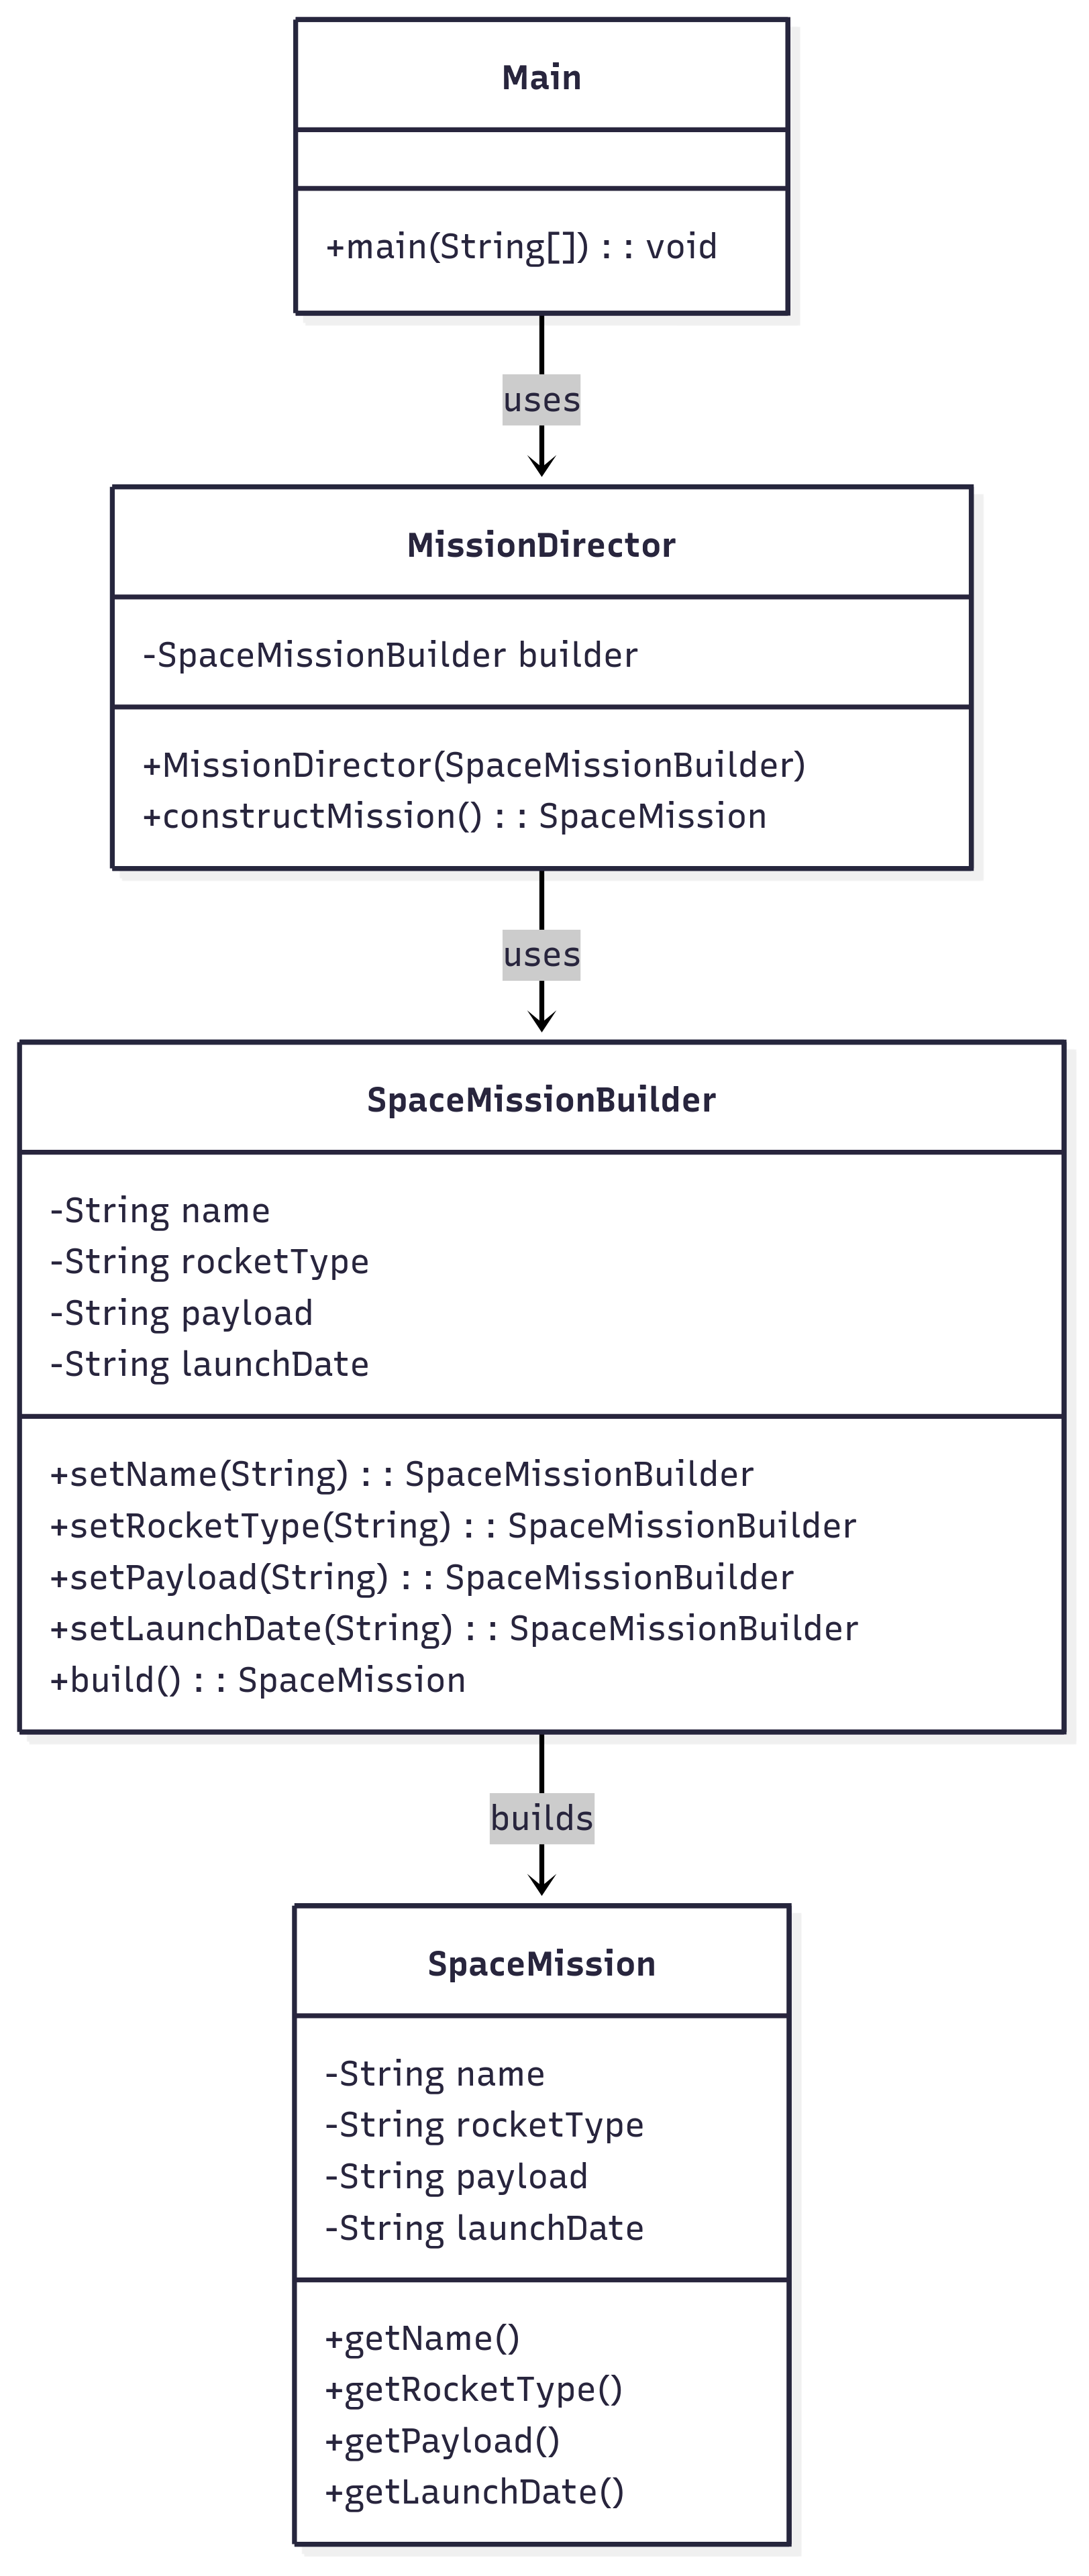 Main
+main(String[]) : : void
uses
MissionDirector
-SpaceMissionBuilder builder
+MissionDirector(SpaceMissionBuilder)
+constructMission() : : SpaceMission
uses
SpaceMissionBuilder
-String name
-String rocketType
-String payload
-String launchDate
+setName(String) : : SpaceMissionBuilder
+setRocketType(String) : : SpaceMissionBuilder
+setPayload(String) : : SpaceMissionBuilder
+setLaunchDate(String) : : SpaceMissionBuilder
+build() : : SpaceMission
builds
SpaceMission
-String name
-String rocketType
-String payload
-String launchDate
+getName()
+getRocketType()
+getPayload()
+getLaunchDate()